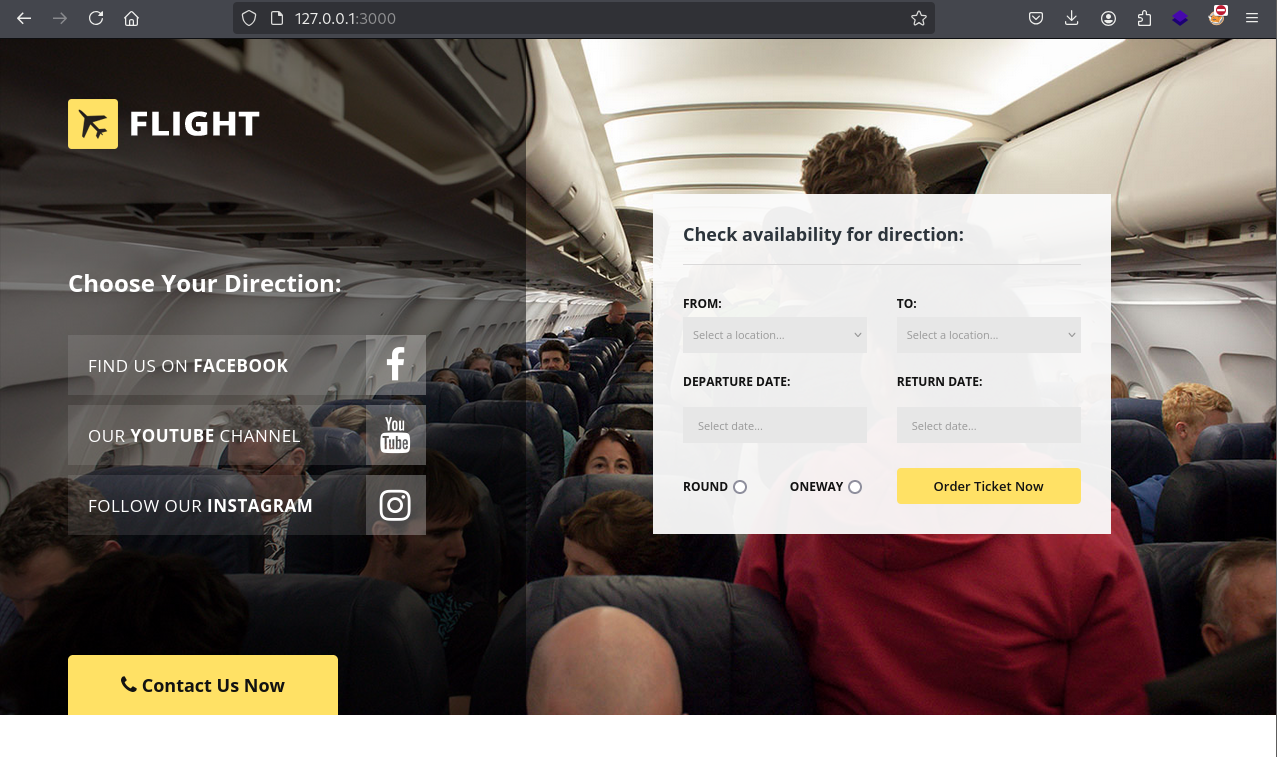 127.0.0.1:3000
FLIGHT
Choose Your Direction:
FIND US ON FACEBOOK
OUR YOUTUBE CHANNEL
You
Tube
FOLLOW OUR INSTAGRAM
Contact Us Now
Check availability for direction:
FROM:
TO:
Select a location...
Select a location...
DEPARTURE DATE:
RETURN DATE:
Select date...
Select date...
ROUND
ONEWAY
Order Ticket Now